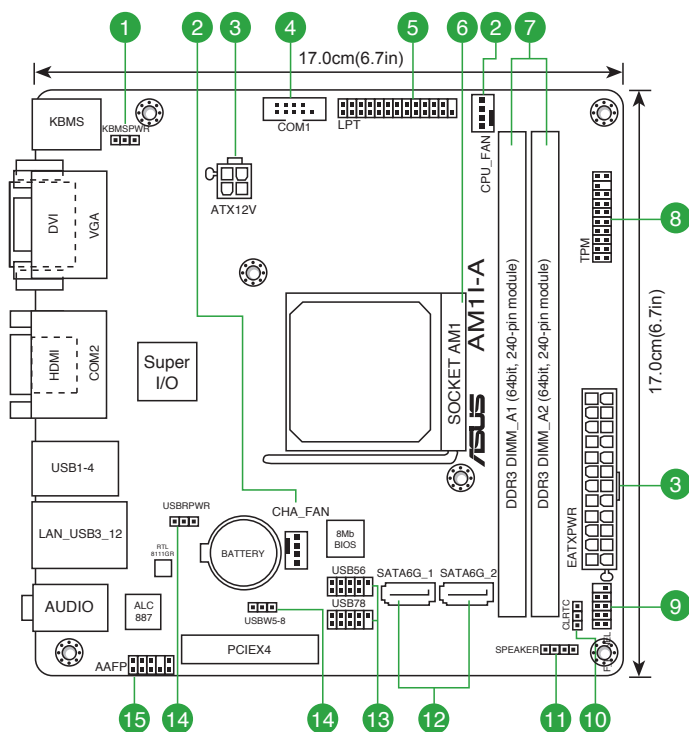 1
2
3
4
5
6
2
7
17.0cm(6.7in)
KBMS
KBMSPWR
COM1
LPT
CPU_FAN
ATX12V
DVI
VGA
TPM
8
17.0cm(6.7in)
HDMI
COM2
Super
I/O
SOCKET AM1
ASUS
AM1I-A
DDR3 DIMM_A1 (64bit, 240-pin module)
DDR3 DIMM_A2 (64bit, 240-pin module)
EATXPWR
3
USB1-4
USBRPWR
CHA_FAN
LAN_USB3_12
RTL
8111GR
BATTERY
8Mb
BIOS
USB56
SATA6G_1
SATA6G_2
AUDIO
ALC
887
USBW5-8
USB78
CLRTC
9
PCIEX4
SPEAKER
AAFP
15
14
14
13
12
11
10